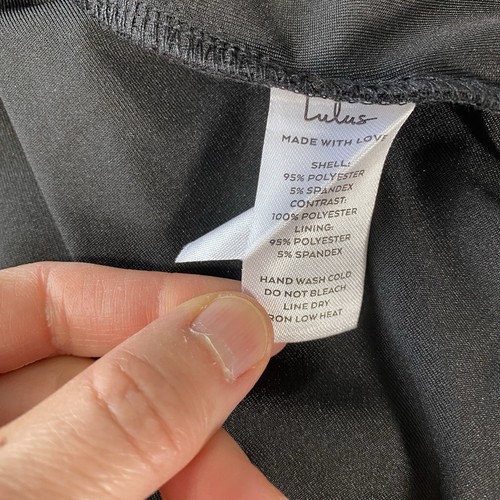 Lulus
MADE WITH LOVE
SHELL:
95% POLYESTER
5% SPANDEX
CONTRAST:
100% POLYESTER
LINING:
95% POLYESTER
5% SPANDEX
HAND WASH COLD
DO NOT BLEACH
LINE DRY
IRON LOW HEAT